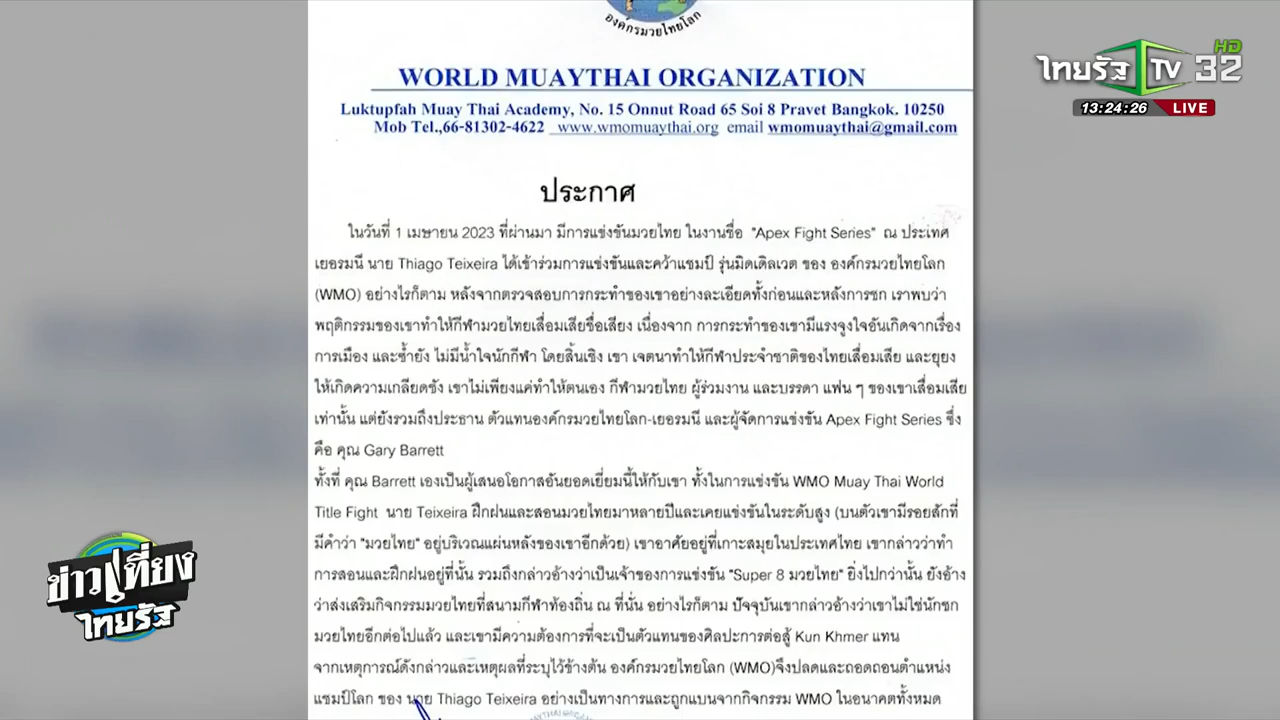 องค์กรมวยไทยโลก
WORLD MUAYTHAI ORGANIZATION
Luktupfah Muay Thai Academy, No. 15 Onnut Road 65 Soi 8 Pravet Bangkok. 10250
Mob Tel.,66-81302-4622 www.wmomuaythai.org email wmomuaythai@gmail.com
ไทยรัฐ TV HD 32
13:24:26 LIVE
ประกาศ
ในวันที่ 1 เมษายน 2023 ที่ผ่านมา มีการแข่งขันมวยไทย ในงานชื่อ "Apex Fight Series" ณ ประเทศ
เยอรมนี นาย Thiago Teixeira ได้เข้าร่วมการแข่งขันและคว้าแชมป์ รุ่นมิดเดิลเวต ของ องค์กรมวยไทยโลก
(WMO) อย่างไรก็ตาม หลังจากตรวจสอบการกระทำของเขาอย่างละเอียดทั้งก่อนและหลังการชก เราพบว่า
พฤติกรรมของเขาทำให้กีฬามวยไทยเสื่อมเสียชื่อเสียง เนื่องจาก การกระทำของเขามีแรงจูงใจอันเกิดจากเรื่อง
การเมือง และซ้ำยัง ไม่มีน้ำใจนักกีฬา โดยสิ้นเชิง เขา เจตนาทำให้กีฬาประจำชาติของไทยเสื่อมเสีย และยุยง
ให้เกิดความเกลียดชัง เขาไม่เพียงแค่ทำให้ตนเอง กีฬามวยไทย ผู้ร่วมงาน และบรรดา แฟน ๆ ของเขาเสื่อมเสีย
เท่านั้น แต่ยังรวมถึงประธาน ตัวแทนองค์กรมวยไทยโลก-เยอรมนี และผู้จัดการแข่งขัน Apex Fight Series ซึ่ง
คือ คุณ Gary Barrett
ทั้งที่ คุณ Barrett เองเป็นผู้เสนอโอกาสอันยอดเยี่ยมนี้ให้กับเขา ทั้งในการแข่งขัน WMO Muay Thai World
Title Fight นาย Teixeira ฝึกฝนและสอนมวยไทยมาหลายปีและเคยแข่งขันในระดับสูง (บนตัวเขามีรอยสักที่
มีคำว่า "มวยไทย" อยู่บริเวณแผ่นหลังของเขาอีกด้วย) เขาอาศัยอยู่ที่เกาะสมุยในประเทศไทย เขากล่าวว่าทำ
การสอนและฝึกฝนอยู่ที่นั้น รวมถึงกล่าวอ้างว่าเป็นเจ้าของการแข่งขัน "Super 8 มวยไทย" ยิ่งไปกว่านั้น ยังอ้าง
ว่าส่งเสริมกิจกรรมมวยไทยที่สนามกีฬาท้องถิ่น ณ ที่นั่น อย่างไรก็ตาม ปัจจุบันเขากล่าวอ้างว่าเขาไม่ใช่นักชก
มวยไทยอีกต่อไปแล้ว และเขามีความต้องการที่จะเป็นตัวแทนของศิลปะการต่อสู้ Kun Khmer แทน
จากเหตุการณ์ดังกล่าวและเหตุผลที่ระบุไว้ข้างต้น องค์กรมวยไทยโลก (WMO)จึงปลดและถอดถอนตำแหน่ง
แชมป์โลก ของ นาย Thiago Teixeira อย่างเป็นทางการและถูกแบนจากกิจกรรม WMO ในอนาคตทั้งหมด
ข่าวเที่ยง
ไทยรัฐ